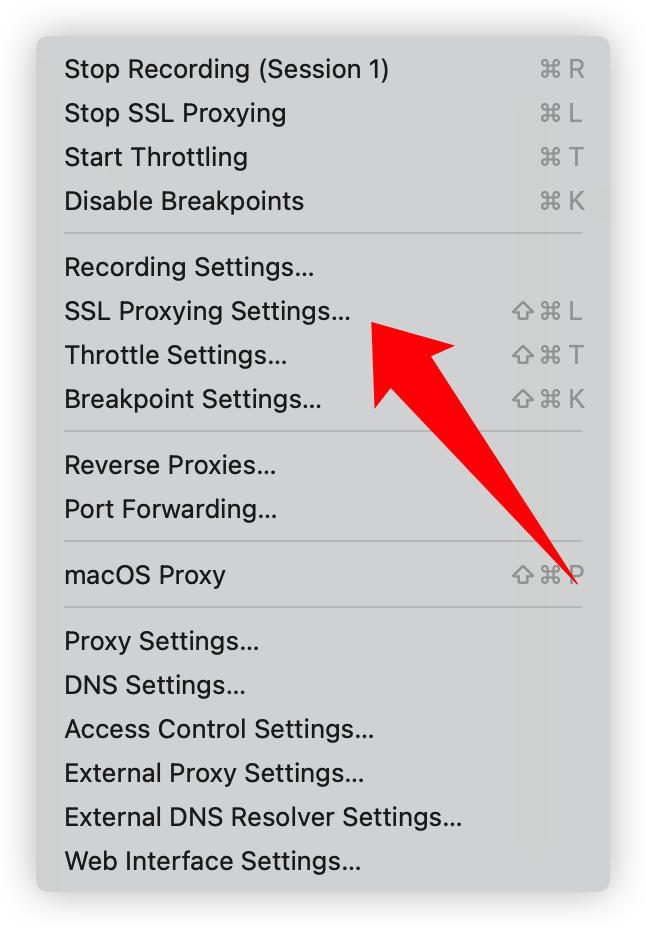 Stop Recording (Session 1) ⌘ R
Stop SSL Proxying ⌘ L
Start Throttling ⌘ T
Disable Breakpoints ⌘ K
Recording Settings...
SSL Proxying Settings... ⇧ ⌘ L
Throttle Settings... ⇧ ⌘ T
Breakpoint Settings... ⇧ ⌘ K
Reverse Proxies...
Port Forwarding...
macOS Proxy ⇧ ⌘ P
Proxy Settings...
DNS Settings...
Access Control Settings...
External Proxy Settings...
External DNS Resolver Settings...
Web Interface Settings...